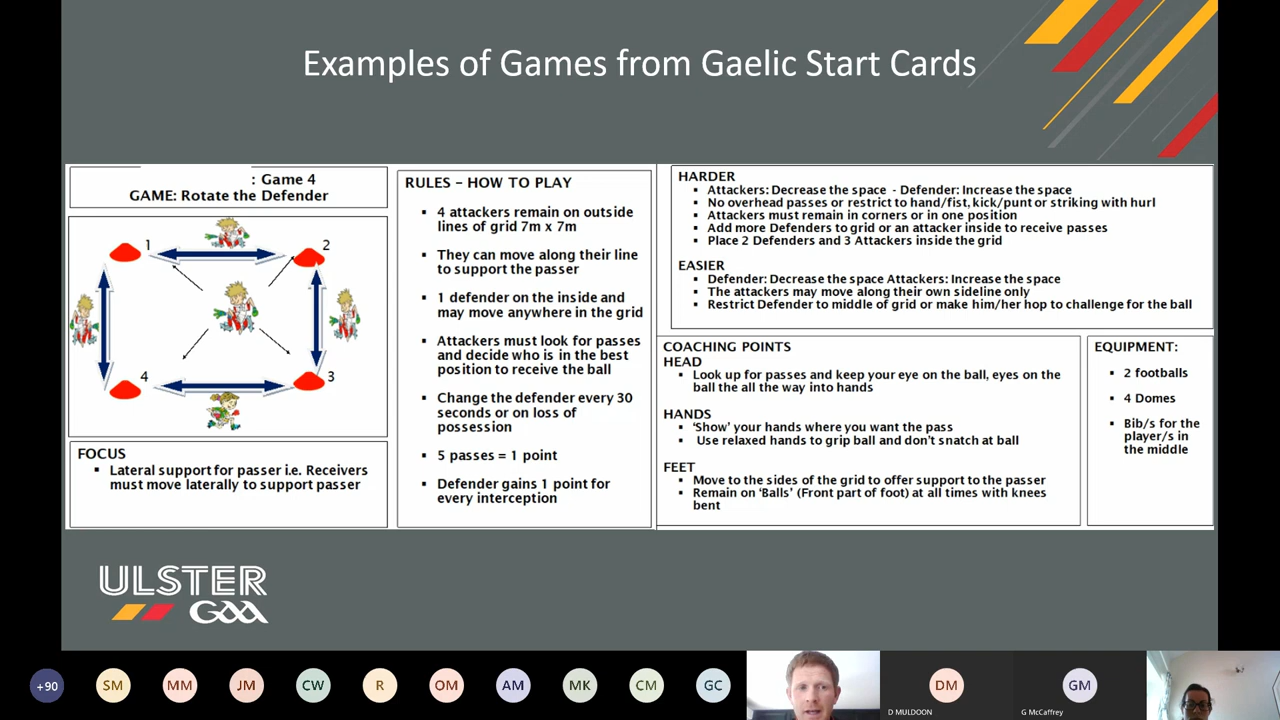 Examples of Games from Gaelic Start Cards
: Game 4
GAME: Rotate the Defender
1
2
4
3
FOCUS
Lateral support for passer i.e. Receivers
must move laterally to support passer
RULES – HOW TO PLAY
4 attackers remain on outside
lines of grid 7m x 7m
They can move along their line
to support the passer
1 defender on the inside and
may move anywhere in the grid
Attackers must look for passes
and decide who is in the best
position to receive the ball
Change the defender every 30
seconds or on loss of
possession
5 passes = 1 point
Defender gains 1 point for
every interception
HARDER
Attackers: Decrease the space - Defender: Increase the space
No overhead passes or restrict to hand/fist, kick/punt or striking with hurl
Attackers must remain in corners or in one position
Add more Defenders to grid or an attacker inside to receive passes
Place 2 Defenders and 3 Attackers inside the grid
EASIER
Defender: Decrease the space Attackers: Increase the space
The attackers may move along their own sideline only
Restrict Defender to middle of grid or make him/her hop to challenge for the ball
COACHING POINTS
HEAD
Look up for passes and keep your eye on the ball, eyes on the
ball the all the way into hands
HANDS
‘Show’ your hands where you want the pass
Use relaxed hands to grip ball and don’t snatch at ball
FEET
Move to the sides of the grid to offer support to the passer
Remain on ‘Balls’ (Front part of foot) at all times with knees
bent
EQUIPMENT:
2 footballs
4 Domes
Bib/s for the
player/s in
the middle
ULSTER
GAA
+90
SM
MM
JM
CW
R
OM
AM
MK
CM
GC
DM
D MULDOON
GM
G McCaffrey